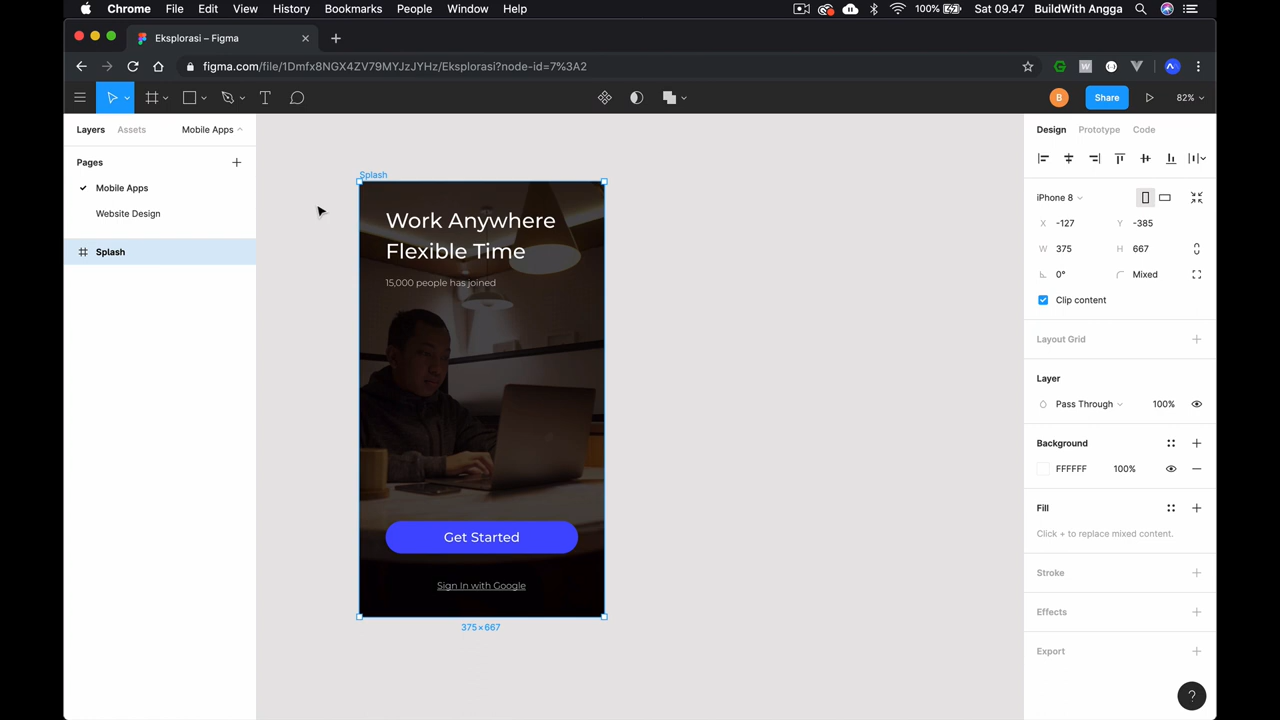 Chrome File Edit View History Bookmarks People Window Help 100% Sat 09.47 BuildWith Angga
Eksplorasi – Figma
figma.com/file/1Dmfx8NGX4ZV79MYJzJYHz/Eksplorasi?node-id=7%3A2
B Share 82%
Layers Assets Mobile Apps
Pages
Mobile Apps
Website Design
Splash
Splash
Work Anywhere
Flexible Time
15,000 people has joined
Get Started
Sign In with Google
375×667
Design Prototype Code
iPhone 8
X -127 Y -385
W 375 H 667
0° Mixed
Clip content
Layout Grid
Layer
Pass Through 100%
Background
FFFFFF 100%
Fill
Click + to replace mixed content.
Stroke
Effects
Export
?